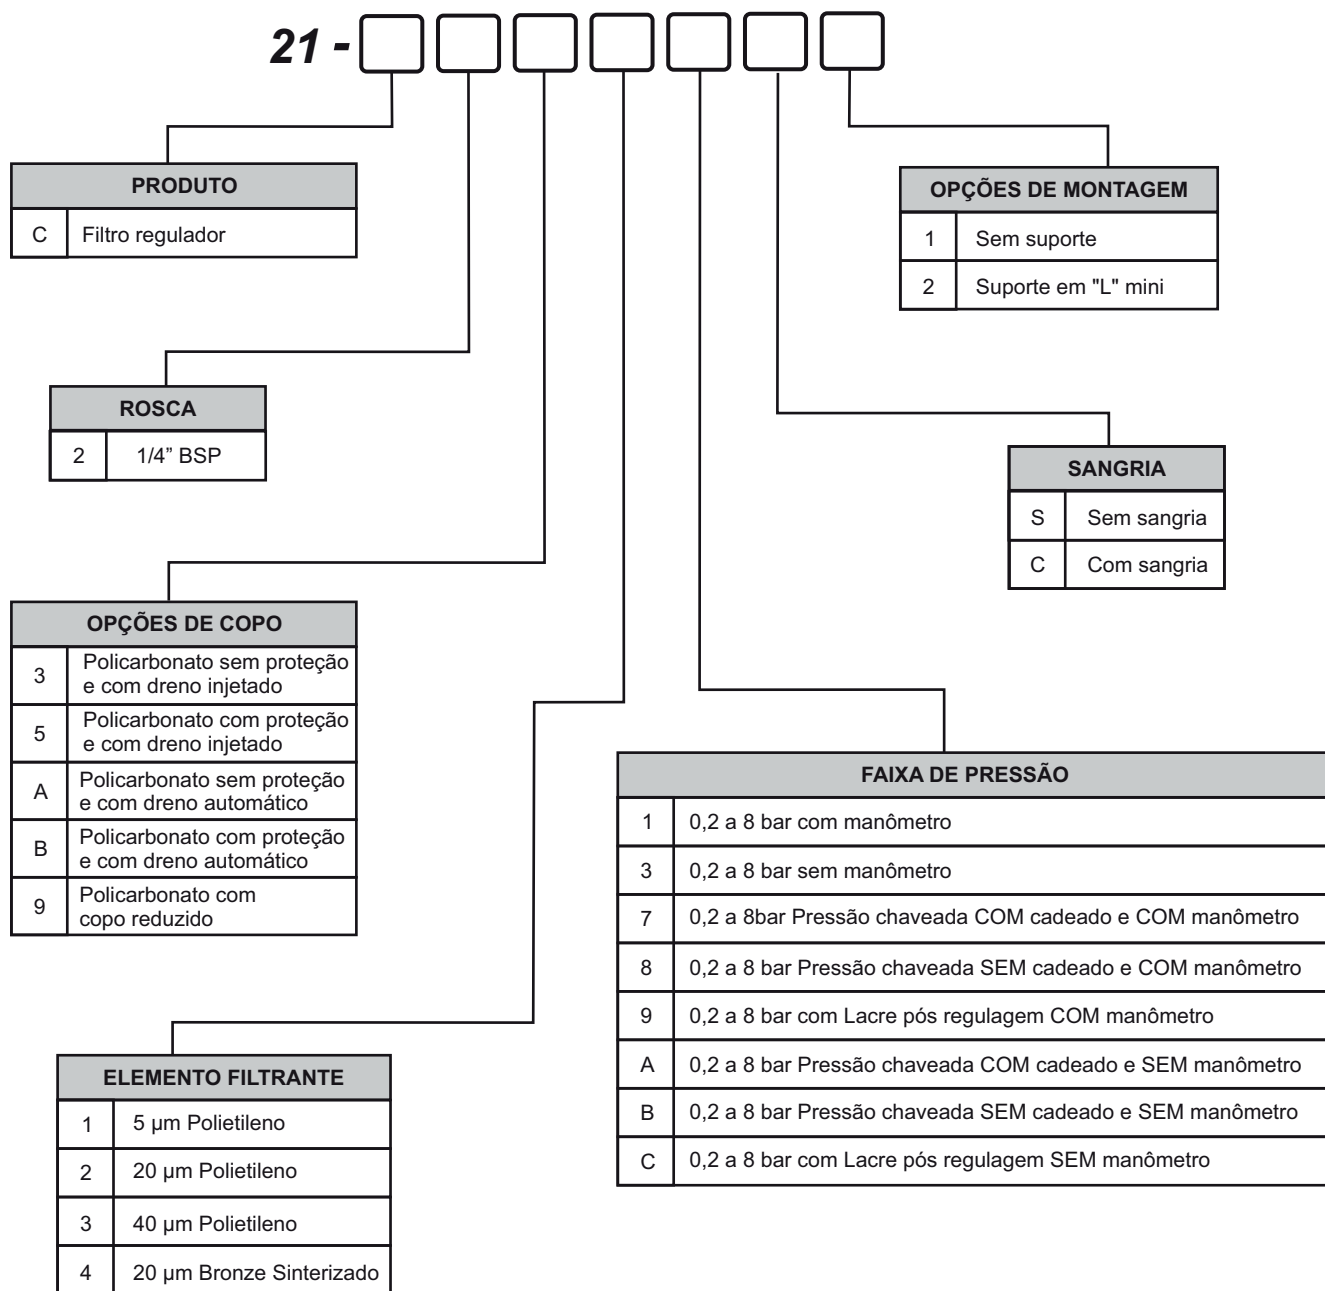 21 -
PRODUTO
C Filtro regulador
OPÇÕES DE MONTAGEM
1 Sem suporte
2 Suporte em "L" mini
ROSCA
2 1/4” BSP
SANGRIA
S Sem sangria
C Com sangria
OPÇÕES DE COPO
3 Policarbonato sem proteção
e com dreno injetado
5 Policarbonato com proteção
e com dreno injetado
A Policarbonato sem proteção
e com dreno automático
B Policarbonato com proteção
e com dreno automático
9 Policarbonato com
copo reduzido
FAIXA DE PRESSÃO
1 0,2 a 8 bar com manômetro
3 0,2 a 8 bar sem manômetro
7 0,2 a 8bar Pressão chaveada COM cadeado e COM manômetro
8 0,2 a 8 bar Pressão chaveada SEM cadeado e COM manômetro
9 0,2 a 8 bar com Lacre pós regulagem COM manômetro
A 0,2 a 8 bar Pressão chaveada COM cadeado e SEM manômetro
B 0,2 a 8 bar Pressão chaveada SEM cadeado e SEM manômetro
C 0,2 a 8 bar com Lacre pós regulagem SEM manômetro
ELEMENTO FILTRANTE
1 5 μm Polietileno
2 20 μm Polietileno
3 40 μm Polietileno
4 20 μm Bronze Sinterizado